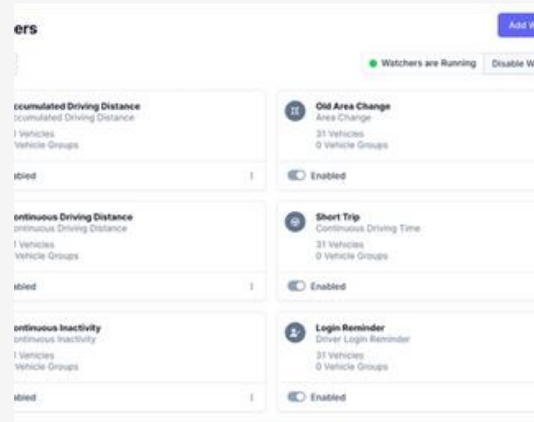 ers
Add W
Watchers are Running
Disable W
ccumulated Driving Distance
ccumulated Driving Distance
Vehicles
Vehicle Groups
abled
Old Area Change
Area Change
31 Vehicles
0 Vehicle Groups
Enabled
ontinuous Driving Distance
ontinuous Driving Distance
Vehicles
Vehicle Groups
abled
Short Trip
Continuous Driving Time
31 Vehicles
0 Vehicle Groups
Enabled
ontinuous Inactivity
ontinuous Inactivity
Vehicles
Vehicle Groups
abled
Login Reminder
Driver Login Reminder
31 Vehicles
0 Vehicle Groups
Enabled